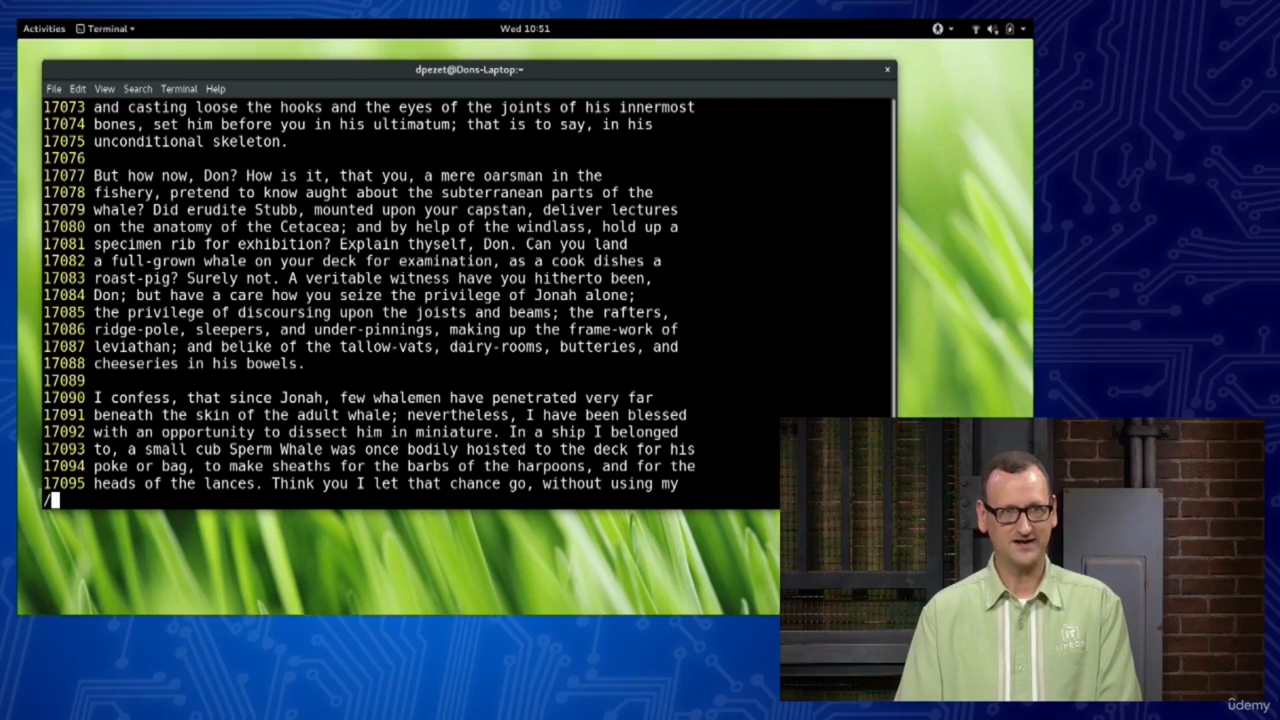 Activities Terminal Wed 10:51
dpezet@Dons-Laptop:~ ×
File Edit View Search Terminal Help
17073 and casting loose the hooks and the eyes of the joints of his innermost
17074 bones, set him before you in his ultimatum; that is to say, in his
17075 unconditional skeleton.
17076
17077 But how now, Don? How is it, that you, a mere oarsman in the
17078 fishery, pretend to know aught about the subterranean parts of the
17079 whale? Did erudite Stubb, mounted upon your capstan, deliver lectures
17080 on the anatomy of the Cetacea; and by help of the windlass, hold up a
17081 specimen rib for exhibition? Explain thyself, Don. Can you land
17082 a full-grown whale on your deck for examination, as a cook dishes a
17083 roast-pig? Surely not. A veritable witness have you hitherto been,
17084 Don; but have a care how you seize the privilege of Jonah alone;
17085 the privilege of discoursing upon the joists and beams; the rafters,
17086 ridge-pole, sleepers, and under-pinnings, making up the frame-work of
17087 leviathan; and belike of the tallow-vats, dairy-rooms, butteries, and
17088 cheeseries in his bowels.
17089
17090 I confess, that since Jonah, few whalemen have penetrated very far
17091 beneath the skin of the adult whale; nevertheless, I have been blessed
17092 with an opportunity to dissect him in miniature. In a ship I belonged
17093 to, a small cub Sperm Whale was once bodily hoisted to the deck for his
17094 poke or bag, to make sheaths for the barbs of the harpoons, and for the
17095 heads of the lances. Think you I let that chance go, without using my
/
ûdemy